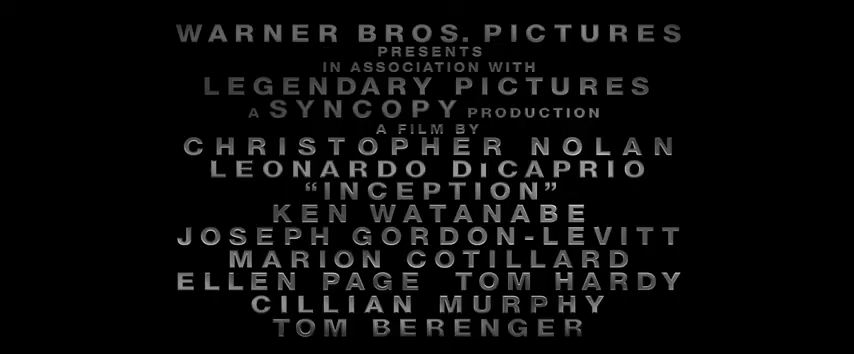 WARNER BROS. PICTURES
PRESENTS
IN ASSOCIATION WITH
LEGENDARY PICTURES
A SYNCOPY PRODUCTION
A FILM BY
CHRISTOPHER NOLAN
LEONARDO DiCAPRIO
“INCEPTION”
KEN WATANABE
JOSEPH GORDON-LEVITT
MARION COTILLARD
ELLEN PAGE TOM HARDY
CILLIAN MURPHY
TOM BERENGER